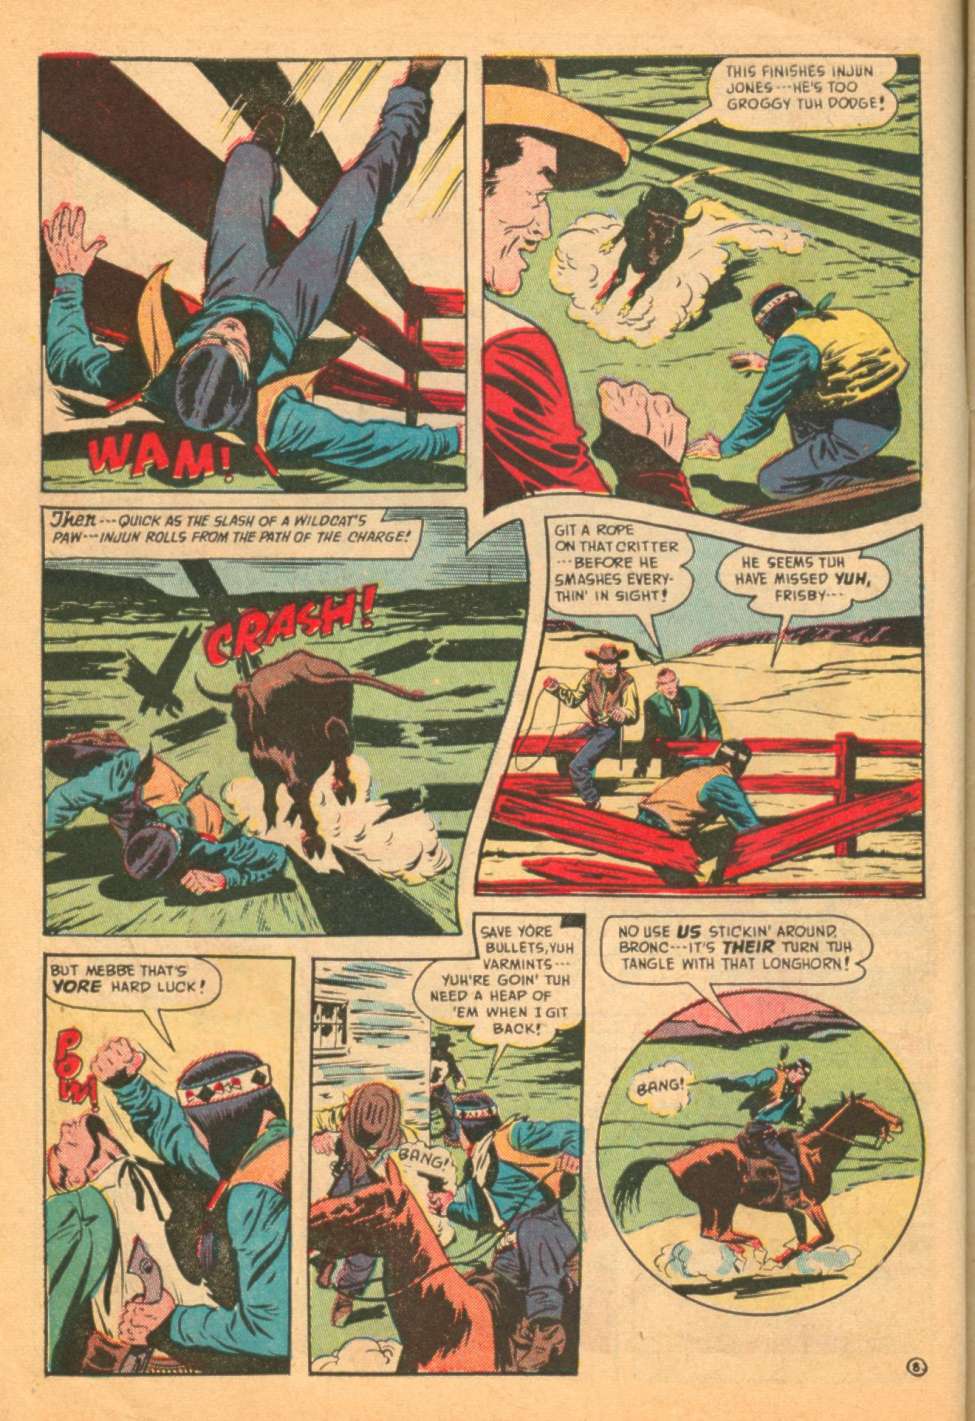 WAM!
THIS FINISHES INJUN
JONES---HE'S TOO
GROGGY TUH DODGE!
Then---QUICK AS THE SLASH OF A WILDCAT'S
PAW---INJUN ROLLS FROM THE PATH OF THE CHARGE!
CRASH!
GIT A ROPE
ON THAT CRITTER
---BEFORE HE
SMASHES EVERY-
THIN' IN SIGHT!
HE SEEMS TUH
HAVE MISSED YUH,
FRISBY---
BUT MEBBE THAT'S
YORE HARD LUCK!
POW!
SAVE YORE
BULLETS, YUH
VARMINTS---
YUH'RE GOIN' TUH
NEED A HEAP OF
'EM WHEN I GIT
BACK!
BANG!
NO USE US STICKIN' AROUND,
BRONC---IT'S THEIR TURN TUH
TANGLE WITH THAT LONGHORN!
BANG!
8